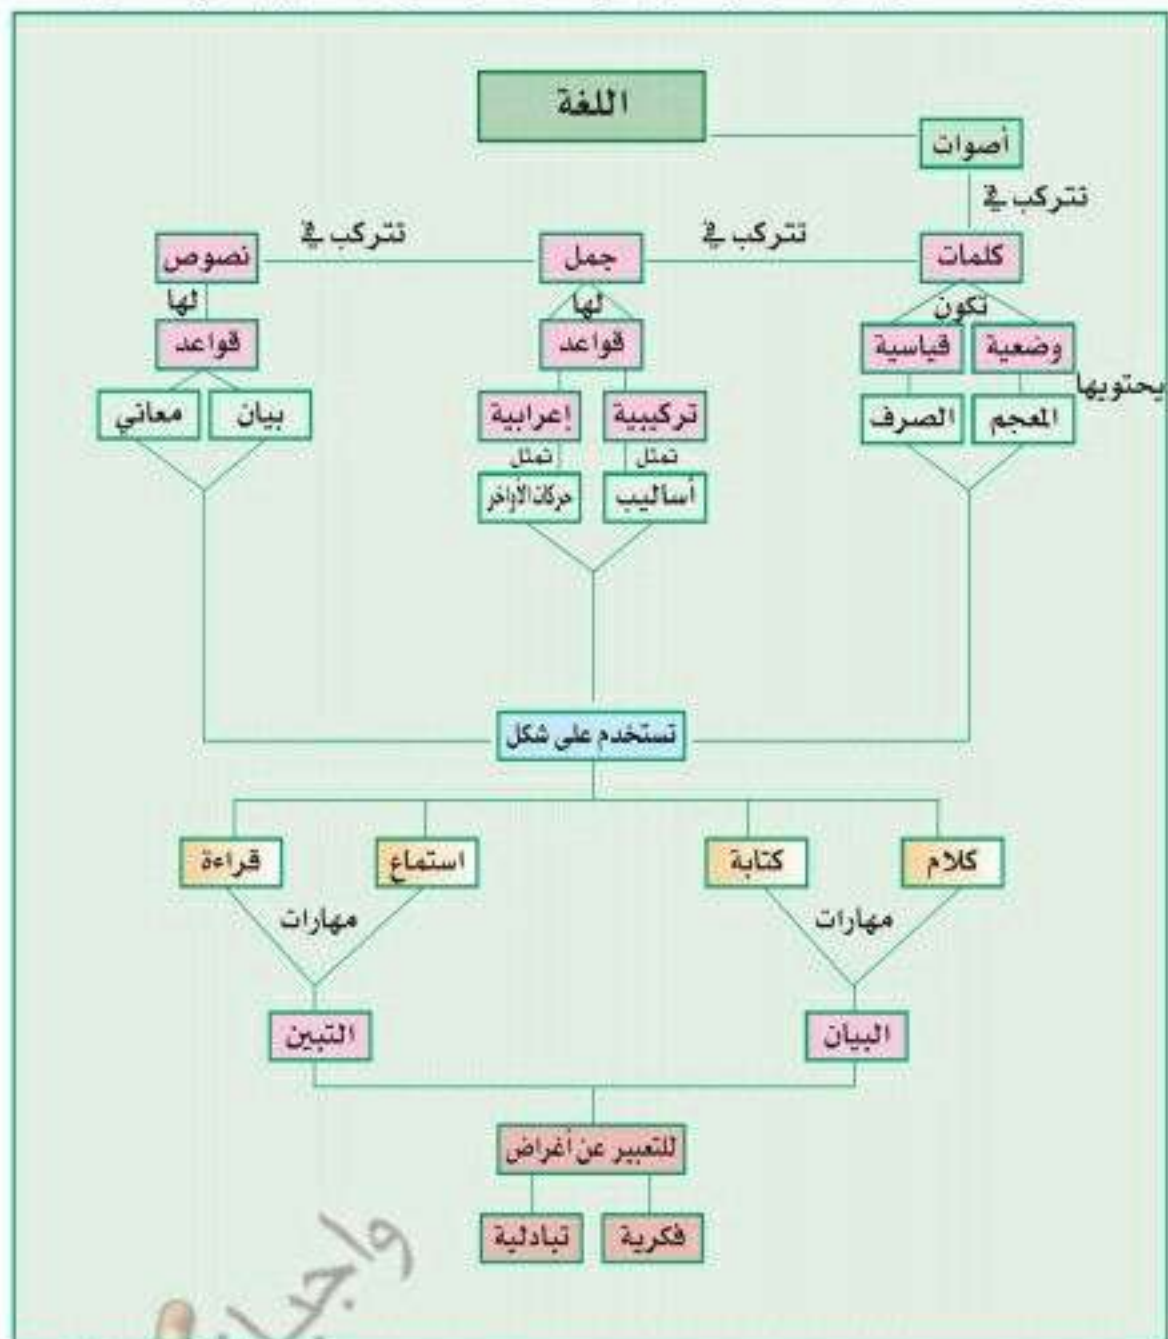 اللغة
أصوات
تتركب في
كلمات
تتركب في
جمل
تتركب في
نصوص
تكون
لها
لها
وضعية
قياسية
قواعد
قواعد
يحتويها
المعجم
الصرف
تركيبية
إعرابية
بيان
معاني
تمثل
تمثل
أساليب
حركات الأواخر
تستخدم على شكل
كلام
كتابة
استماع
قراءة
مهارات
مهارات
البيان
التبين
للتعبير عن أغراض
فكرية
تبادلية